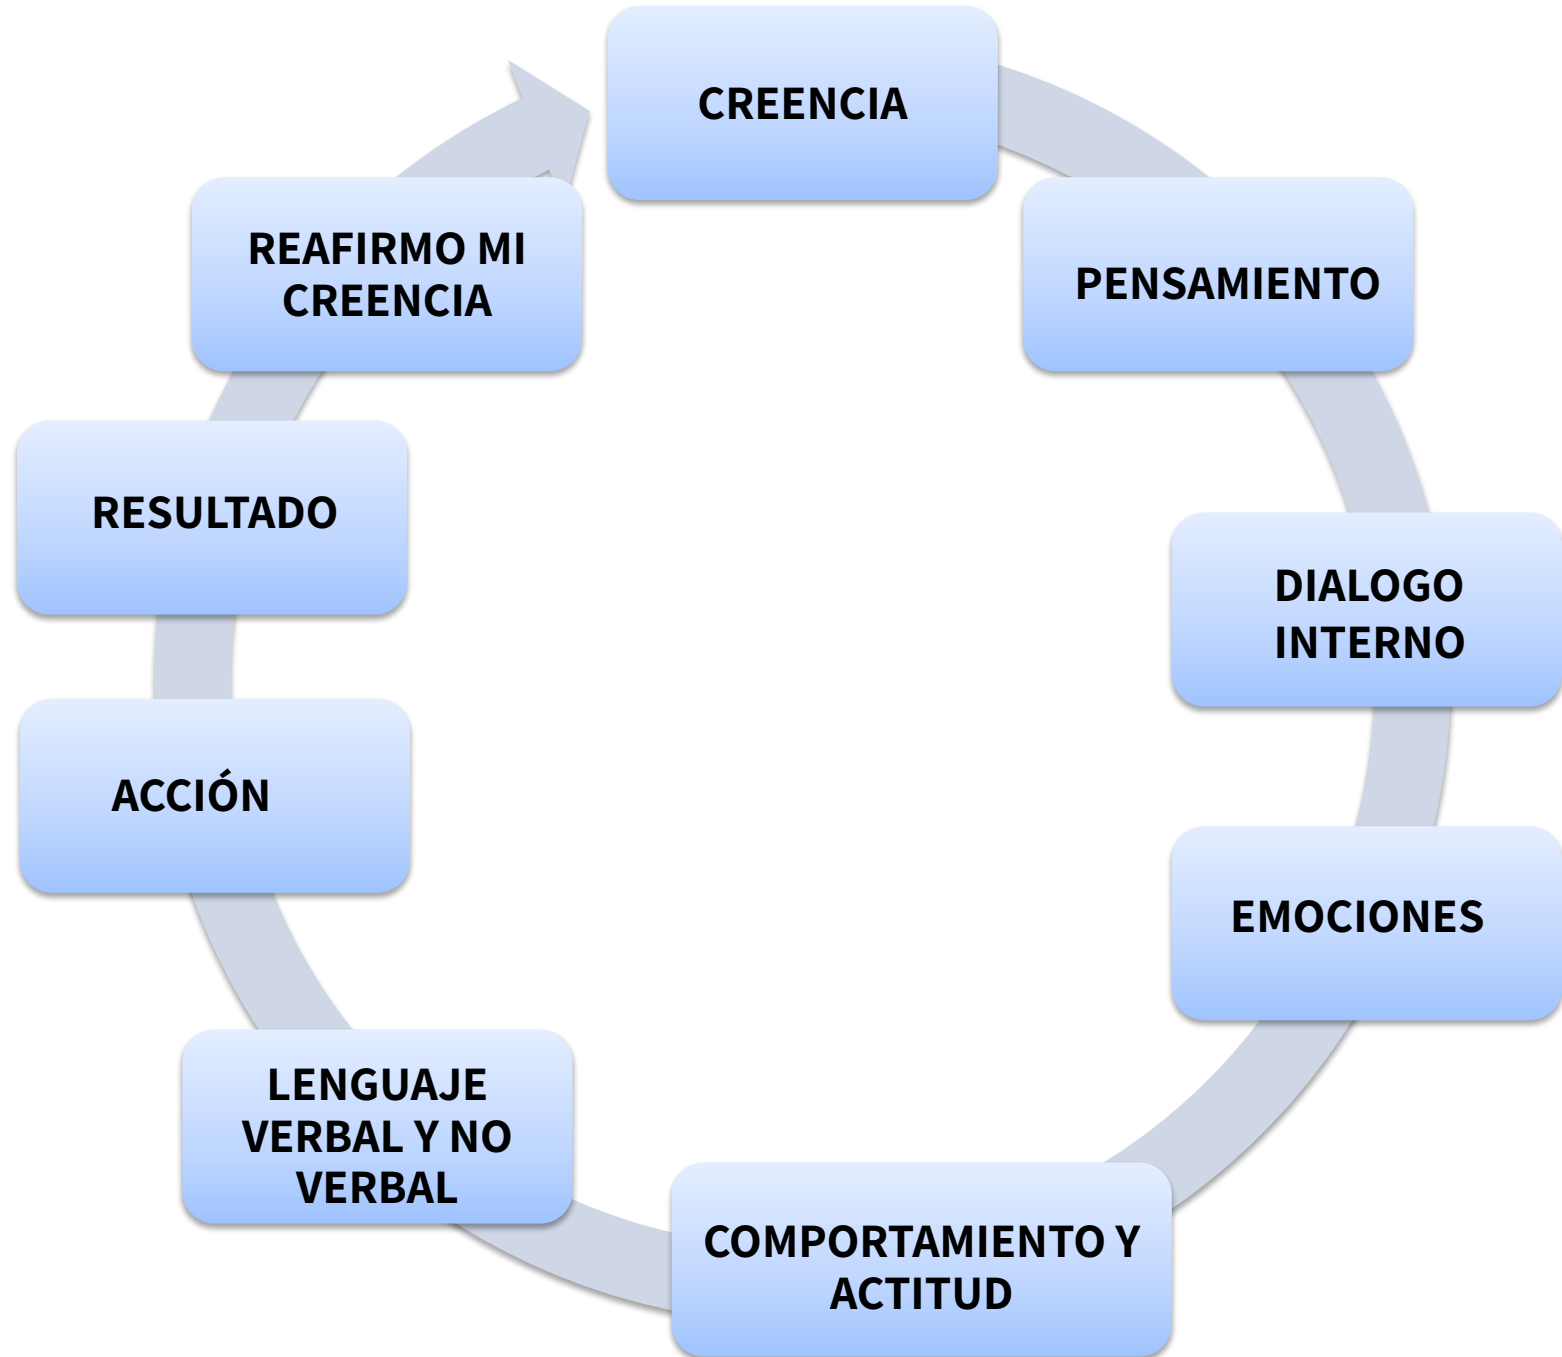 CREENCIA
PENSAMIENTO
DIALOGO
INTERNO
EMOCIONES
COMPORTAMIENTO Y
ACTITUD
LENGUAJE
VERBAL Y NO
VERBAL
ACCIÓN
RESULTADO
REAFIRMO MI
CREENCIA